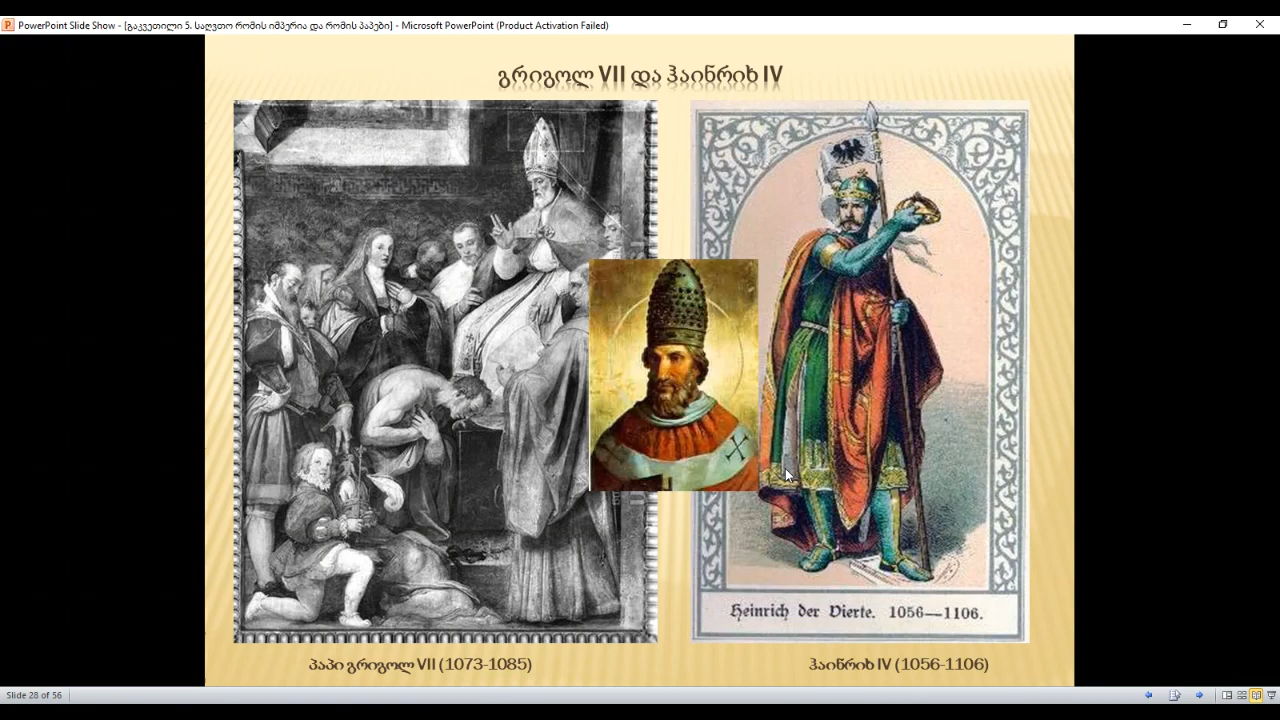 PowerPoint Slide Show - [გაკვეთილი 5. საღვთო რომის იმპერია და რომის პაპები] - Microsoft PowerPoint (Product Activation Failed)
გრიგოლ VII და ჰაინრიხ IV
Heinrich der Vierte. 1056—1106.
პაპი გრიგოლ VII (1073-1085)
ჰაინრიხ IV (1056-1106)
Slide 28 of 56